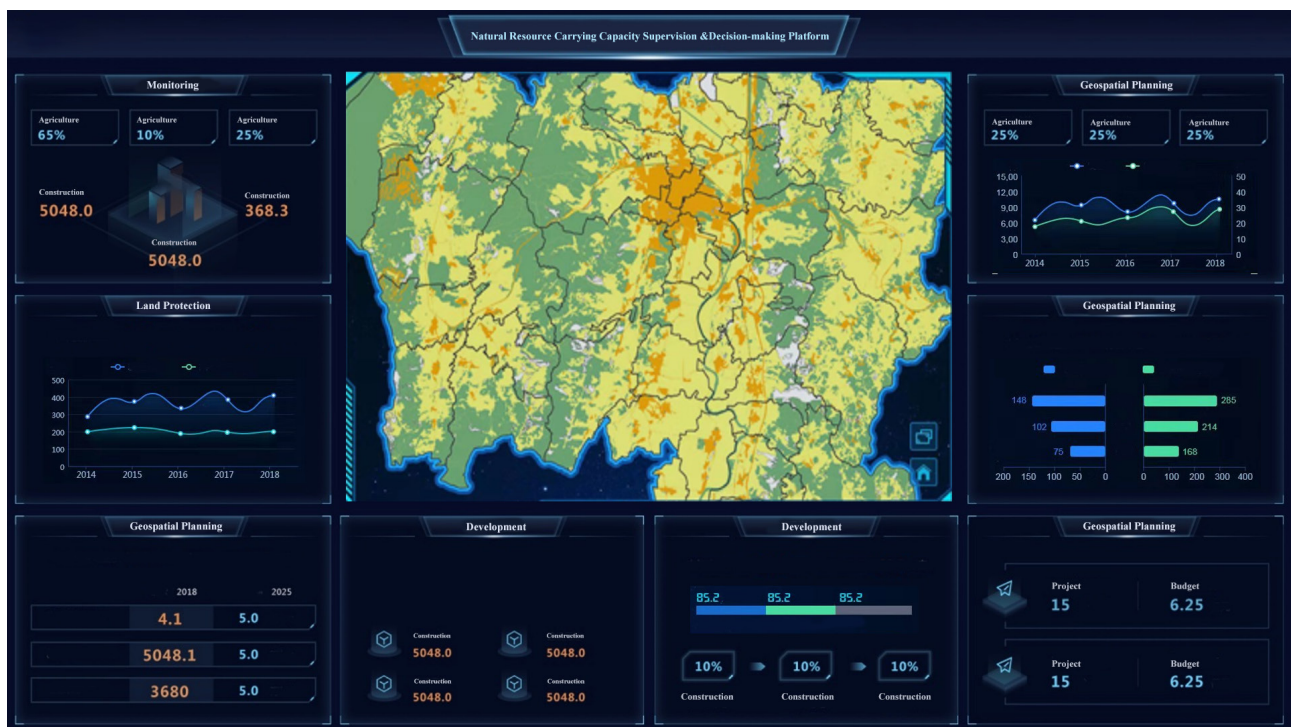 Natural Resource Carrying Capacity Supervision &Decision-making Platform
Monitoring
Agriculture Agriculture Agriculture
65% 10% 25%
Construction Construction
5048.0 368.3
Construction
5048.0
Land Protection
500
400
300
200
100
0
2014 2015 2016 2017 2018
Geospatial Planning
Agriculture Agriculture Agriculture
25% 25% 25%
15,00 50
12,00 40
9,00 30
6,00 20
3,00 10
0 0
2014 2015 2016 2017 2018
Geospatial Planning
148 285
102 214
75 168
200 150 100 50 0 0 100 200 300 400
Geospatial Planning
2018 2025
4.1 5.0
5048.1 5.0
3680 5.0
Development
Construction Construction
5048.0 5048.0
Construction Construction
5048.0 5048.0
Development
85.2 85.2 85.2
10% 10% 10%
Construction Construction Construction
Geospatial Planning
Project Budget
15 6.25
Project Budget
15 6.25